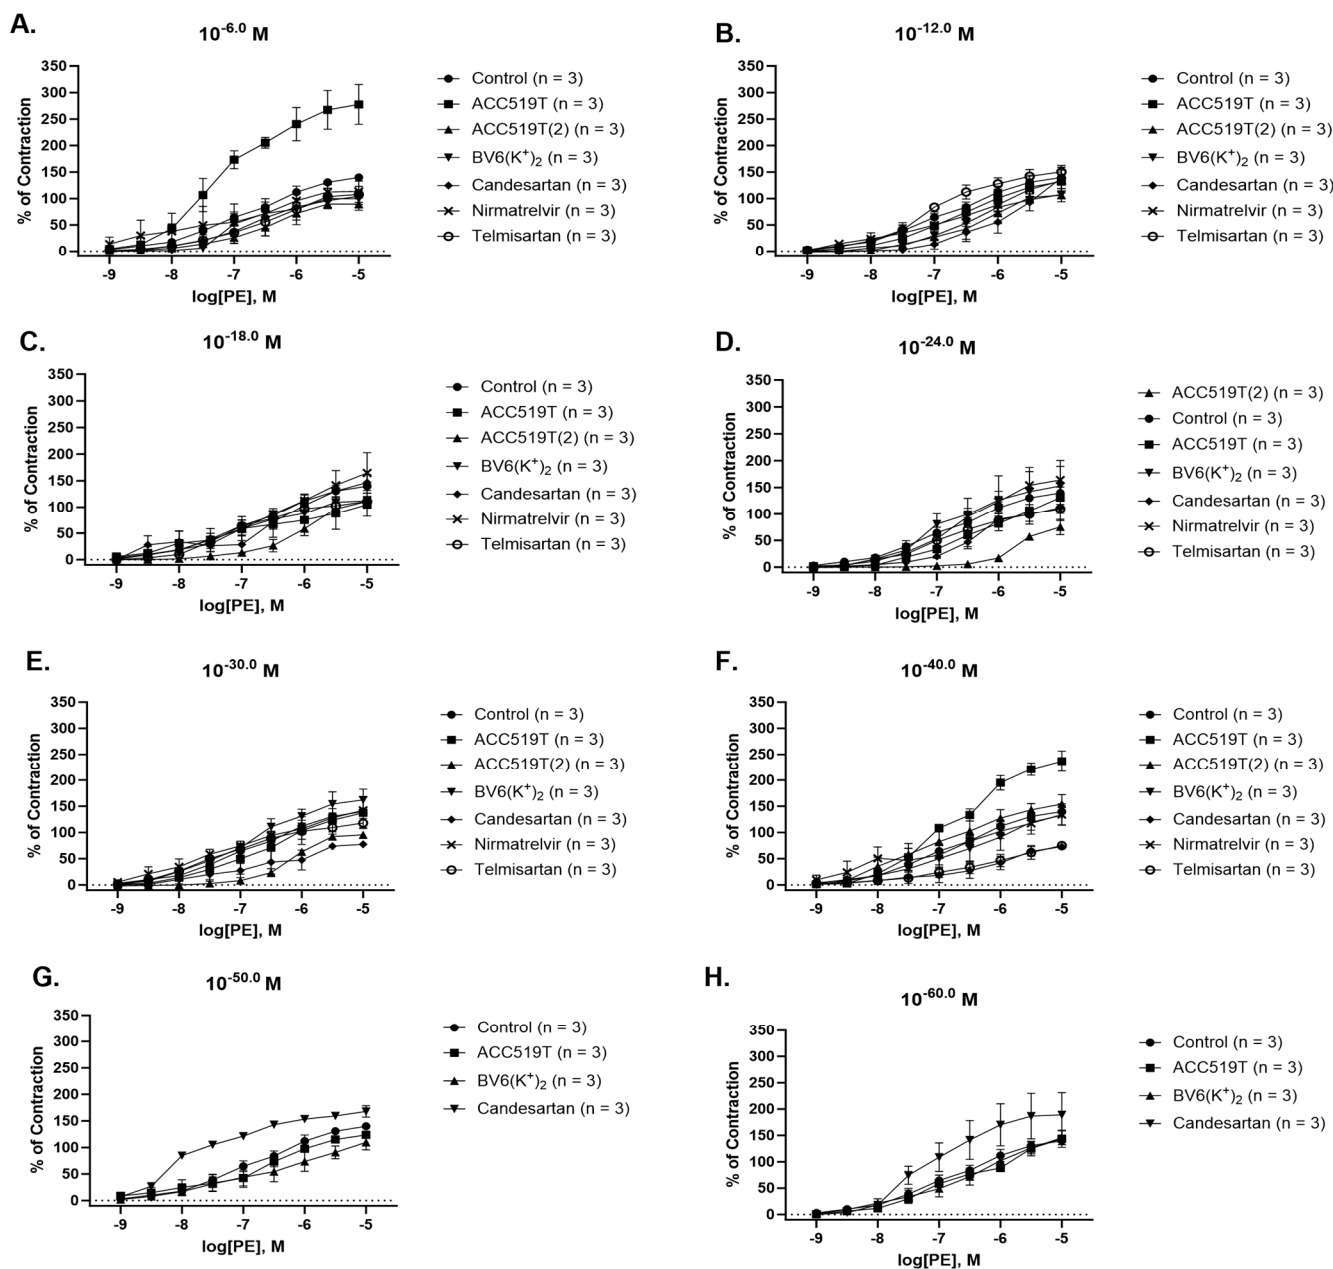 A.
10-6.0 M
350
300
250
200
150
100
50
0
% of Contraction
-9 -8 -7 -6 -5
log[PE], M
Control (n = 3)
ACC519T (n = 3)
ACC519T(2) (n = 3)
BV6(K+)2 (n = 3)
Candesartan (n = 3)
Nirmatrelvir (n = 3)
Telmisartan (n = 3)
B.
10-12.0 M
350
300
250
200
150
100
50
0
% of Contraction
-9 -8 -7 -6 -5
log[PE], M
Control (n = 3)
ACC519T (n = 3)
ACC519T(2) (n = 3)
BV6(K+)2 (n = 3)
Candesartan (n = 3)
Nirmatrelvir (n = 3)
Telmisartan (n = 3)
C.
10-18.0 M
350
300
250
200
150
100
50
0
% of Contraction
-9 -8 -7 -6 -5
log[PE], M
Control (n = 3)
ACC519T (n = 3)
ACC519T(2) (n = 3)
BV6(K+)2 (n = 3)
Candesartan (n = 3)
Nirmatrelvir (n = 3)
Telmisartan (n = 3)
D.
10-24.0 M
350
300
250
200
150
100
50
0
% of Contraction
-9 -8 -7 -6 -5
log[PE], M
ACC519T(2) (n = 3)
Control (n = 3)
ACC519T (n = 3)
BV6(K+)2 (n = 3)
Candesartan (n = 3)
Nirmatrelvir (n = 3)
Telmisartan (n = 3)
E.
10-30.0 M
350
300
250
200
150
100
50
0
% of Contraction
-9 -8 -7 -6 -5
log[PE], M
Control (n = 3)
ACC519T (n = 3)
ACC519T(2) (n = 3)
BV6(K+)2 (n = 3)
Candesartan (n = 3)
Nirmatrelvir (n = 3)
Telmisartan (n = 3)
F.
10-40.0 M
350
300
250
200
150
100
50
0
% of Contraction
-9 -8 -7 -6 -5
log[PE], M
Control (n = 3)
ACC519T (n = 3)
ACC519T(2) (n = 3)
BV6(K+)2 (n = 3)
Candesartan (n = 3)
Nirmatrelvir (n = 3)
Telmisartan (n = 3)
G.
10-50.0 M
350
300
250
200
150
100
50
0
% of Contraction
-9 -8 -7 -6 -5
log[PE], M
Control (n = 3)
ACC519T (n = 3)
BV6(K+)2 (n = 3)
Candesartan (n = 3)
H.
10-60.0 M
350
300
250
200
150
100
50
0
% of Contraction
-9 -8 -7 -6 -5
log[PE], M
Control (n = 3)
ACC519T (n = 3)
BV6(K+)2 (n = 3)
Candesartan (n = 3)